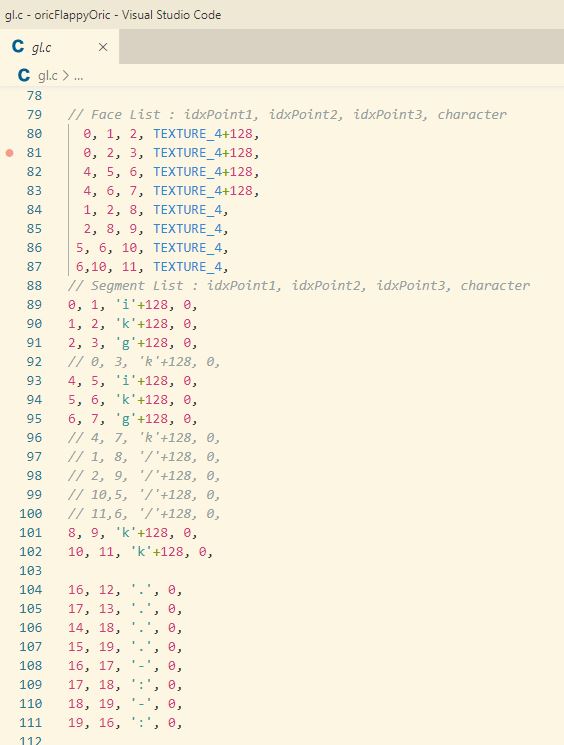 gl.c - oricFlappyOric - Visual Studio Code
C gl.c ×
C gl.c > ...
78
79 // Face List : idxPoint1, idxPoint2, idxPoint3, character
80 0, 1, 2, TEXTURE_4+128,
81 0, 2, 3, TEXTURE_4+128,
82 4, 5, 6, TEXTURE_4+128,
83 4, 6, 7, TEXTURE_4+128,
84 1, 2, 8, TEXTURE_4,
85 2, 8, 9, TEXTURE_4,
86 5, 6, 10, TEXTURE_4,
87 6,10, 11, TEXTURE_4,
88 // Segment List : idxPoint1, idxPoint2, idxPoint3, character
89 0, 1, 'i'+128, 0,
90 1, 2, 'k'+128, 0,
91 2, 3, 'g'+128, 0,
92 // 0, 3, 'k'+128, 0,
93 4, 5, 'i'+128, 0,
94 5, 6, 'k'+128, 0,
95 6, 7, 'g'+128, 0,
96 // 4, 7, 'k'+128, 0,
97 // 1, 8, '/'+128, 0,
98 // 2, 9, '/'+128, 0,
99 // 10,5, '/'+128, 0,
100 // 11,6, '/'+128, 0,
101 8, 9, 'k'+128, 0,
102 10, 11, 'k'+128, 0,
103
104 16, 12, '.', 0,
105 17, 13, '.', 0,
106 14, 18, '.', 0,
107 15, 19, '.', 0,
108 16, 17, '-', 0,
109 17, 18, ':', 0,
110 18, 19, '-', 0,
111 19, 16, ':', 0,
112